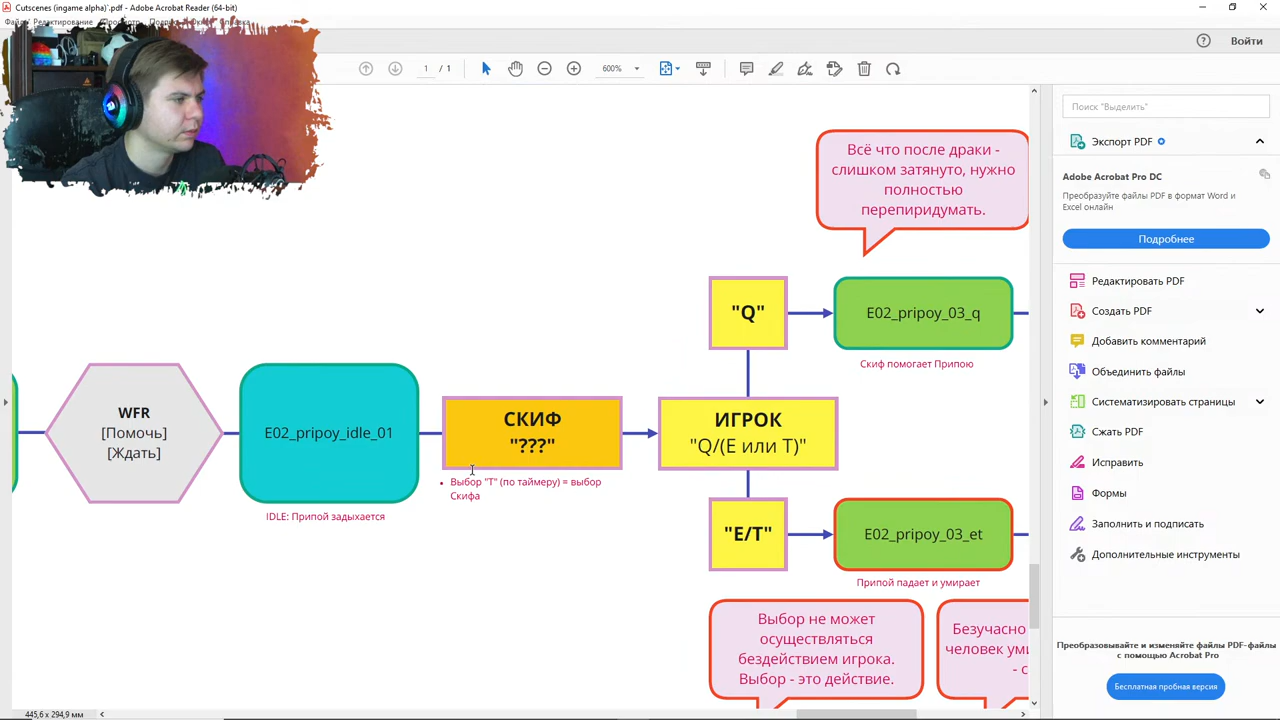 Cutscenes (ingame alpha)`.pdf - Adobe Acrobat Reader (64-bit)
Файл Редактирование Просмотр
Войти
1 / 1
600%
Поиск "Выделить"
Экспорт PDF
Adobe Acrobat Pro DC
Преобразуйте файлы PDF в формат Word и
Excel онлайн
Подробнее
Редактировать PDF
Создать PDF
Добавить комментарий
Объединить файлы
Систематизировать страницы
Сжать PDF
Исправить
Формы
Заполнить и подписать
Дополнительные инструменты
Преобразовывайте и изменяйте файлы PDF-файлы
с помощью Acrobat Pro
Бесплатная пробная версия
Всё что после драки -
слишком затянуто, нужно
полностью
перепиридумать.
"Q"
E02_pripoy_03_q
Скиф помогает Припою
WFR
[Помочь]
[Ждать]
E02_pripoy_idle_01
IDLE: Припой задыхается
СКИФ
"???"
Выбор "Т" (по таймеру) = выбор
Скифа
ИГРОК
"Q/(E или T)"
"E/T"
E02_pripoy_03_et
Припой падает и умирает
Выбор не может
осуществляться
бездействием игрока.
Выбор - это действие.
Безучасно
человек уми
- с
445,6 x 294,9 мм